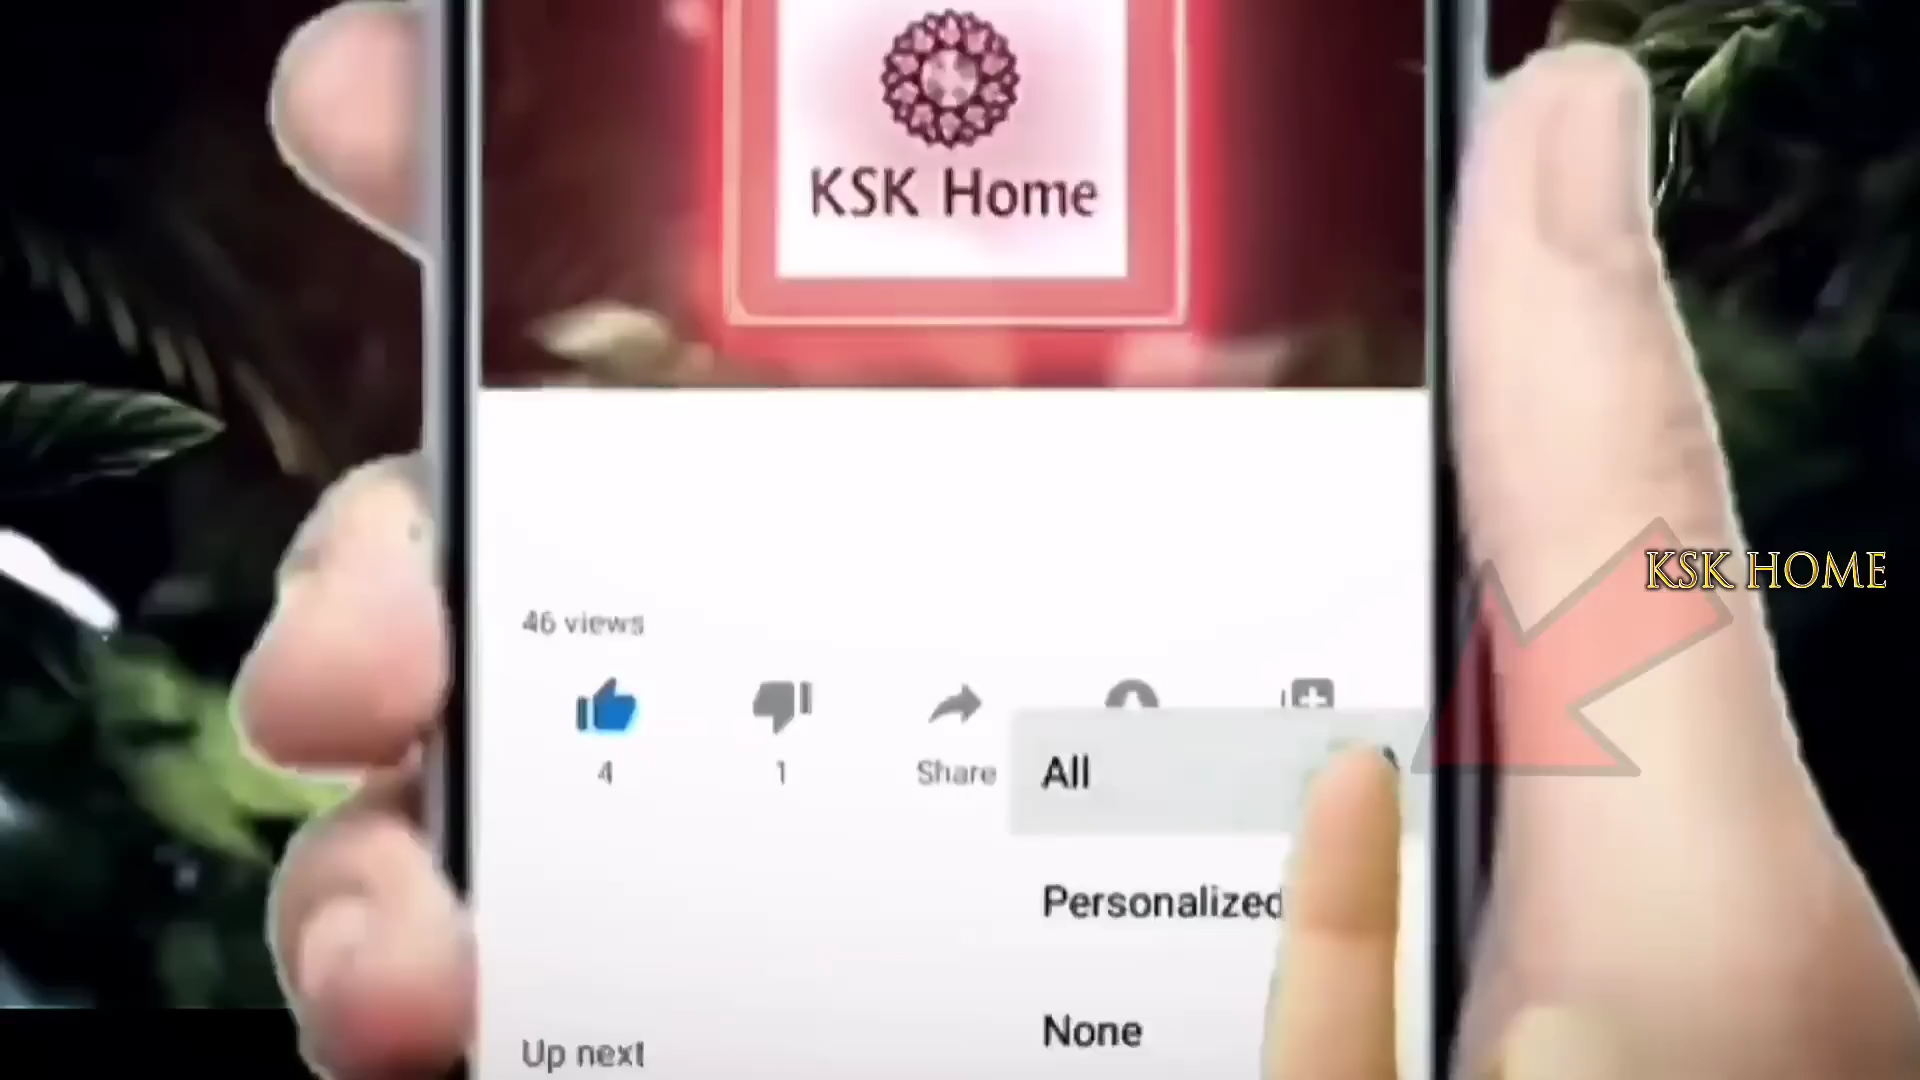 KSK Home
KSK HOME
46 views
4
1
Share
All
Personalized
None
Up next